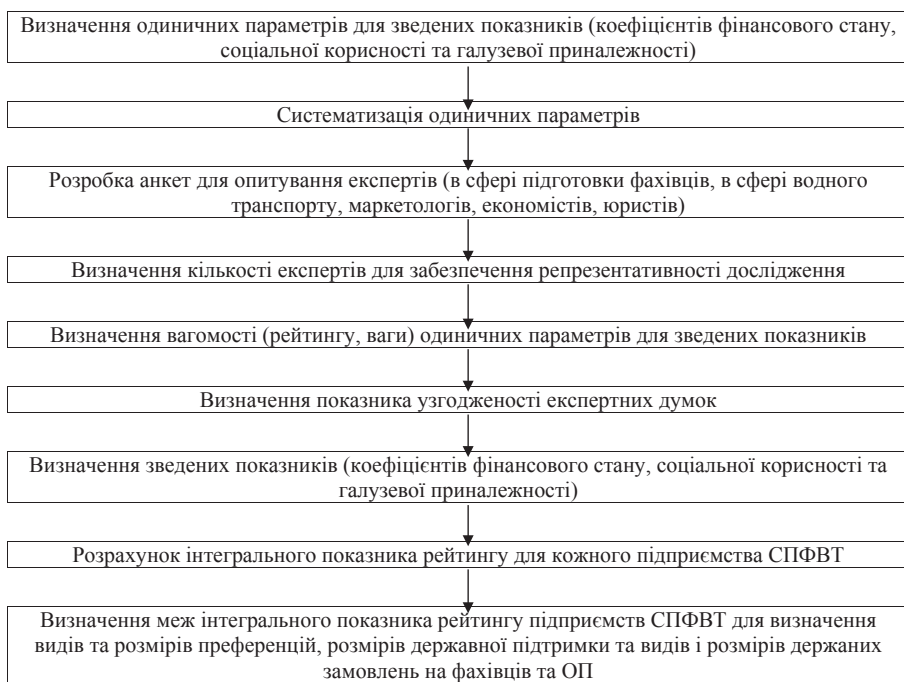 Визначення одиничних параметрів для зведених показників (коефіцієнтів фінансового стану,
соціальної корисності та галузевої приналежності)
Систематизація одиничних параметрів
Розробка анкет для опитування експертів (в сфері підготовки фахівців, в сфері водного
транспорту, маркетологів, економістів, юристів)
Визначення кількості експертів для забезпечення репрезентативності дослідження
Визначення вагомості (рейтингу, ваги) одиничних параметрів для зведених показників
Визначення показника узгодженості експертних думок
Визначення зведених показників (коефіцієнтів фінансового стану, соціальної корисності та
галузевої приналежності)
Розрахунок інтегрального показника рейтингу для кожного підприємства СПФВТ
Визначення меж інтегрального показника рейтингу підприємств СПФВТ для визначення
видів та розмірів преференцій, розмірів державної підтримки та видів і розмірів держаних
замовлень на фахівців та ОП